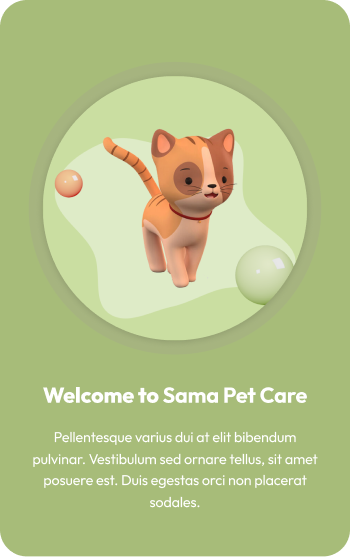 Welcome to Sama Pet Care
Pellentesque varius dui at elit bibendum
pulvinar. Vestibulum sed ornare tellus, sit amet
posuere est. Duis egestas orci non placerat
sodales.